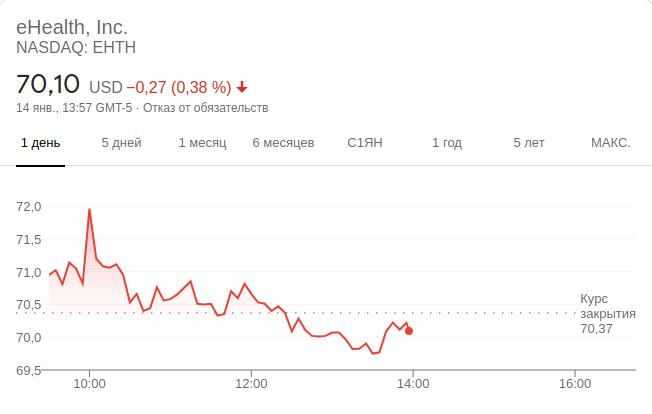 eHealth, Inc.
NASDAQ: EHTH
70,10 USD −0,27 (0,38 %)
14 янв., 13:57 GMT-5 · Отказ от обязательств
1 день 5 дней 1 месяц 6 месяцев С1ЯН 1 год 5 лет МАКС.
72,0
71,5
71,0
70,5
70,0
69,5
Курс
закрытия
70,37
10:00 12:00 14:00 16:00